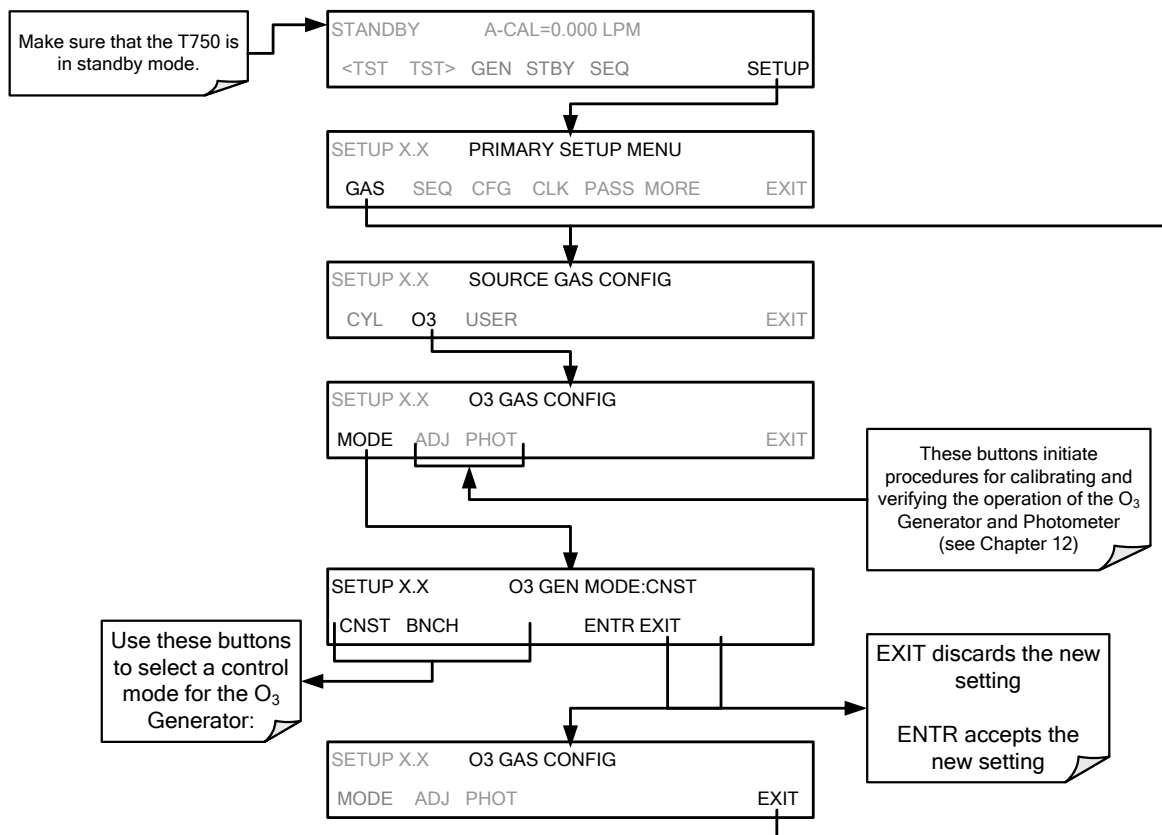 Make sure that the T750 is
in standby mode.
STANDBY A-CAL=0.000 LPM
<TST TST> GEN STBY SEQ SETUP
SETUP X.X PRIMARY SETUP MENU
GAS SEQ CFG CLK PASS MORE EXIT
SETUP X.X SOURCE GAS CONFIG
CYL O3 USER EXIT
SETUP X.X O3 GAS CONFIG
MODE ADJ PHOT EXIT
These buttons initiate
procedures for calibrating and
verifying the operation of the O3
Generator and Photometer
(see Chapter 12)
SETUP X.X O3 GEN MODE:CNST
CNST BNCH ENTR EXIT
Use these buttons
to select a control
mode for the O3
Generator:
EXIT discards the new
setting
ENTR accepts the
new setting
SETUP X.X O3 GAS CONFIG
MODE ADJ PHOT EXIT